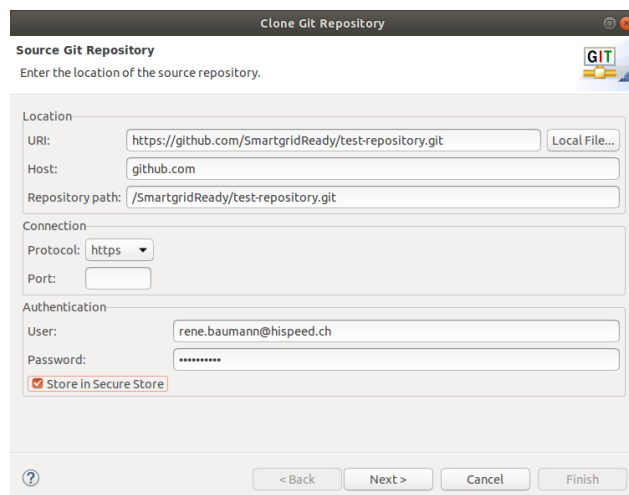 Clone Git Repository
Source Git Repository
Enter the location of the source repository.
GIT
Location
URI: https://github.com/SmartgridReady/test-repository.git Local File...
Host: github.com
Repository path: /SmartgridReady/test-repository.git
Connection
Protocol: https
Port:
Authentication
User: rene.baumann@hispeed.ch
Password: ••••••••••
Store in Secure Store
? < Back Next > Cancel Finish